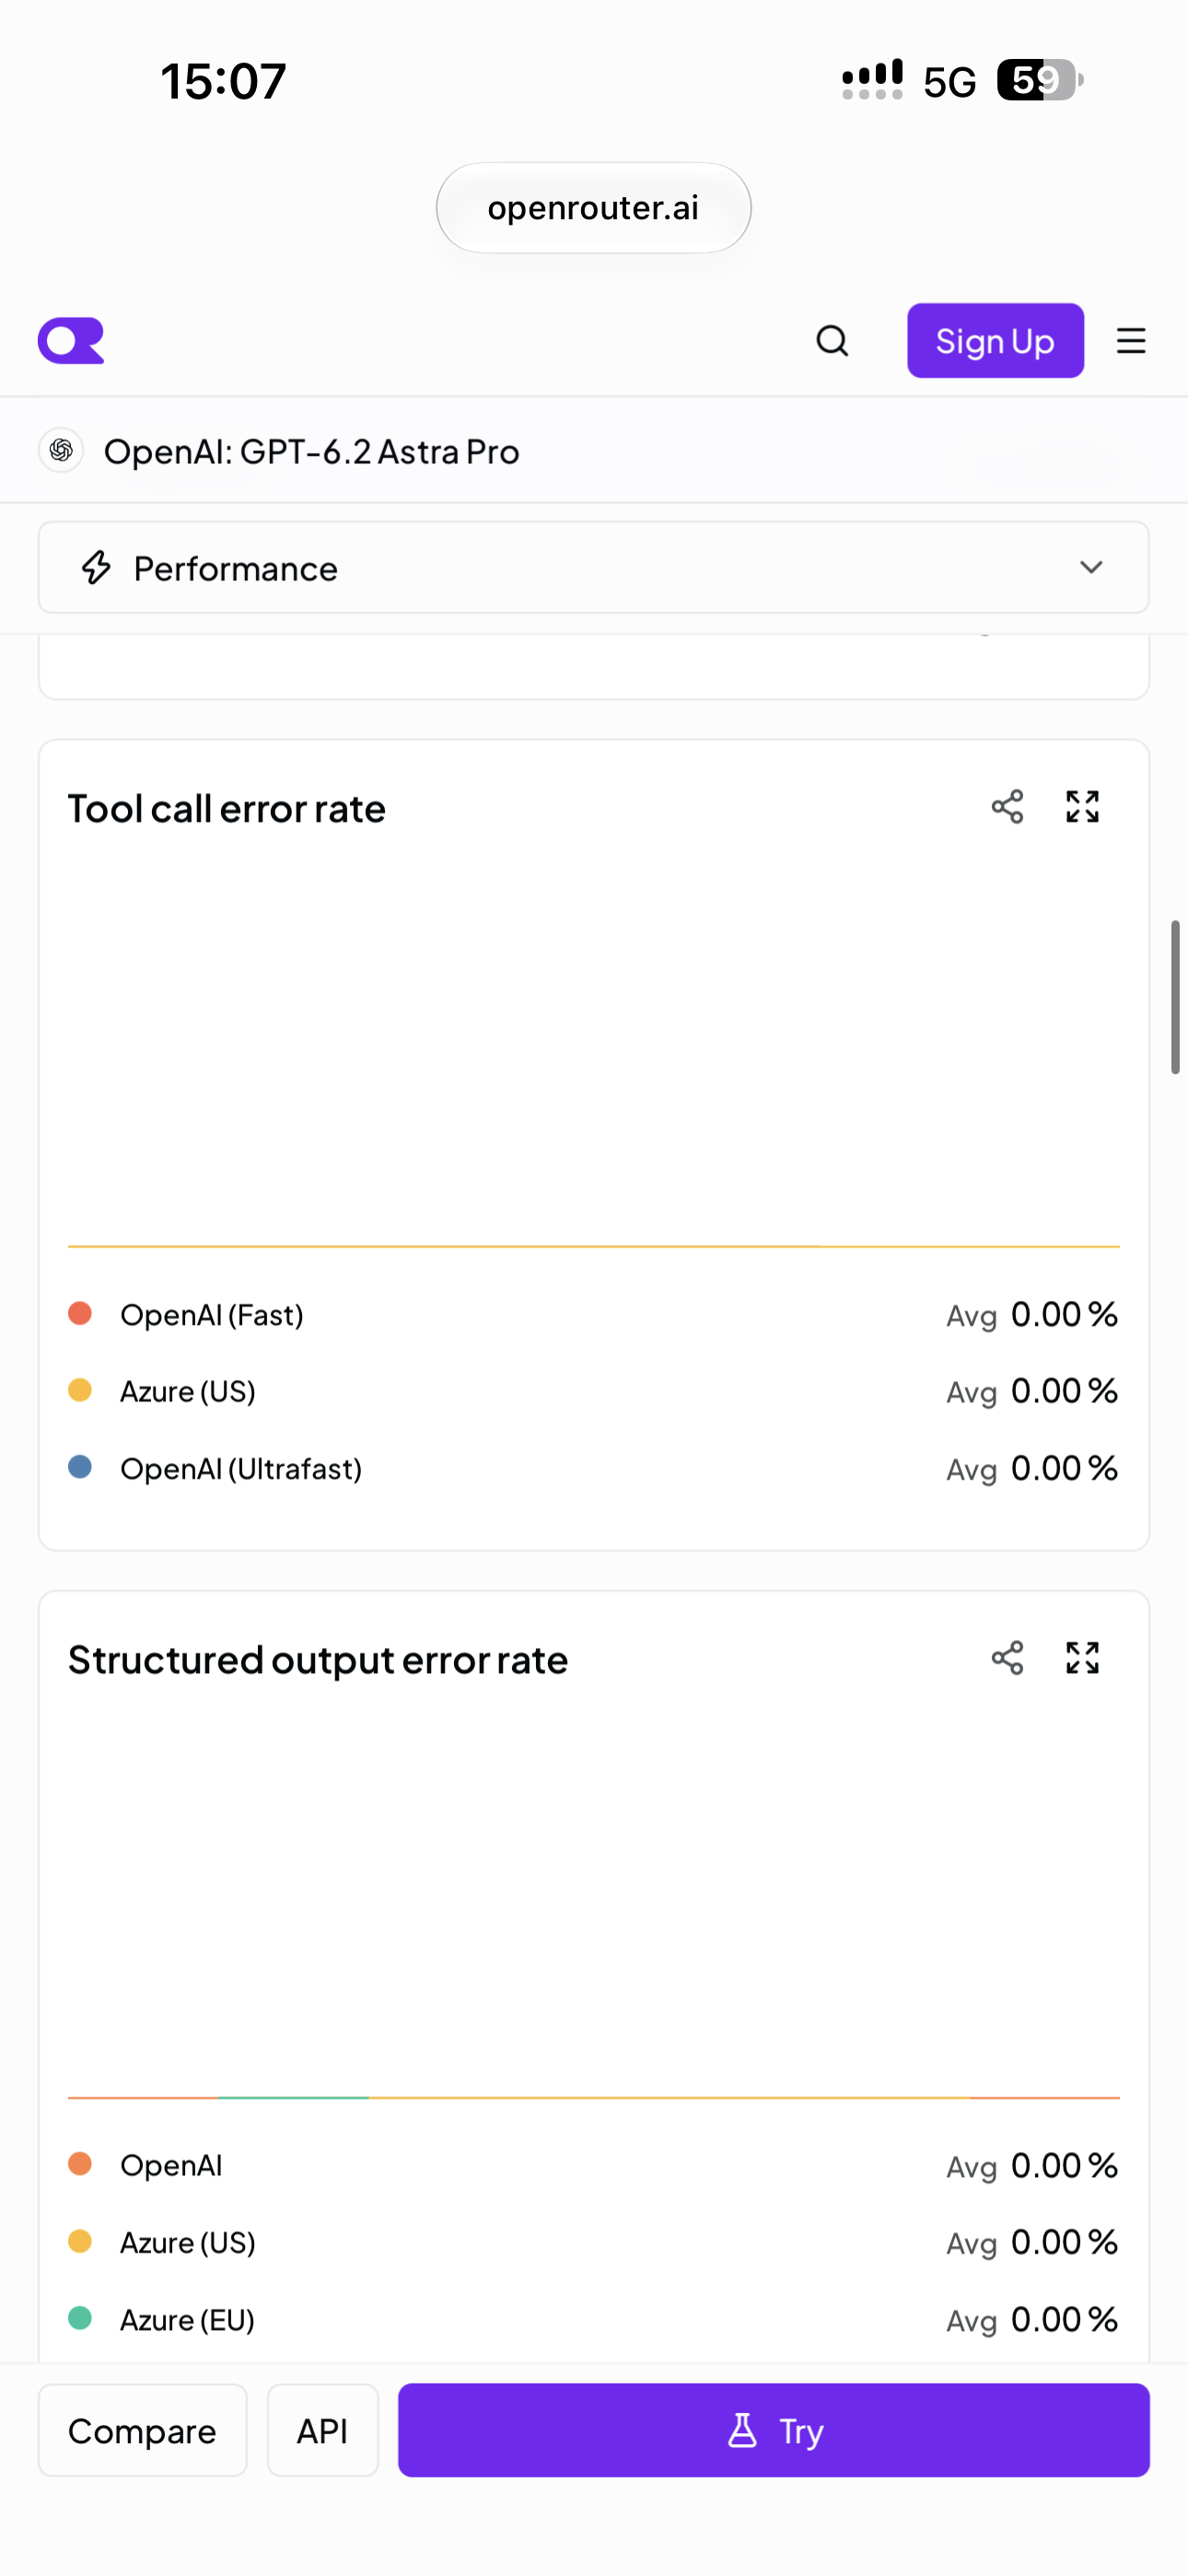 15:07
5G 59
openrouter.ai
Sign Up
OpenAI: GPT-6.2 Astra Pro
Performance
Tool call error rate
OpenAI (Fast) Avg 0.00 %
Azure (US) Avg 0.00 %
OpenAI (Ultrafast) Avg 0.00 %
Structured output error rate
OpenAI Avg 0.00 %
Azure (US) Avg 0.00 %
Azure (EU) Avg 0.00 %
Compare API Try